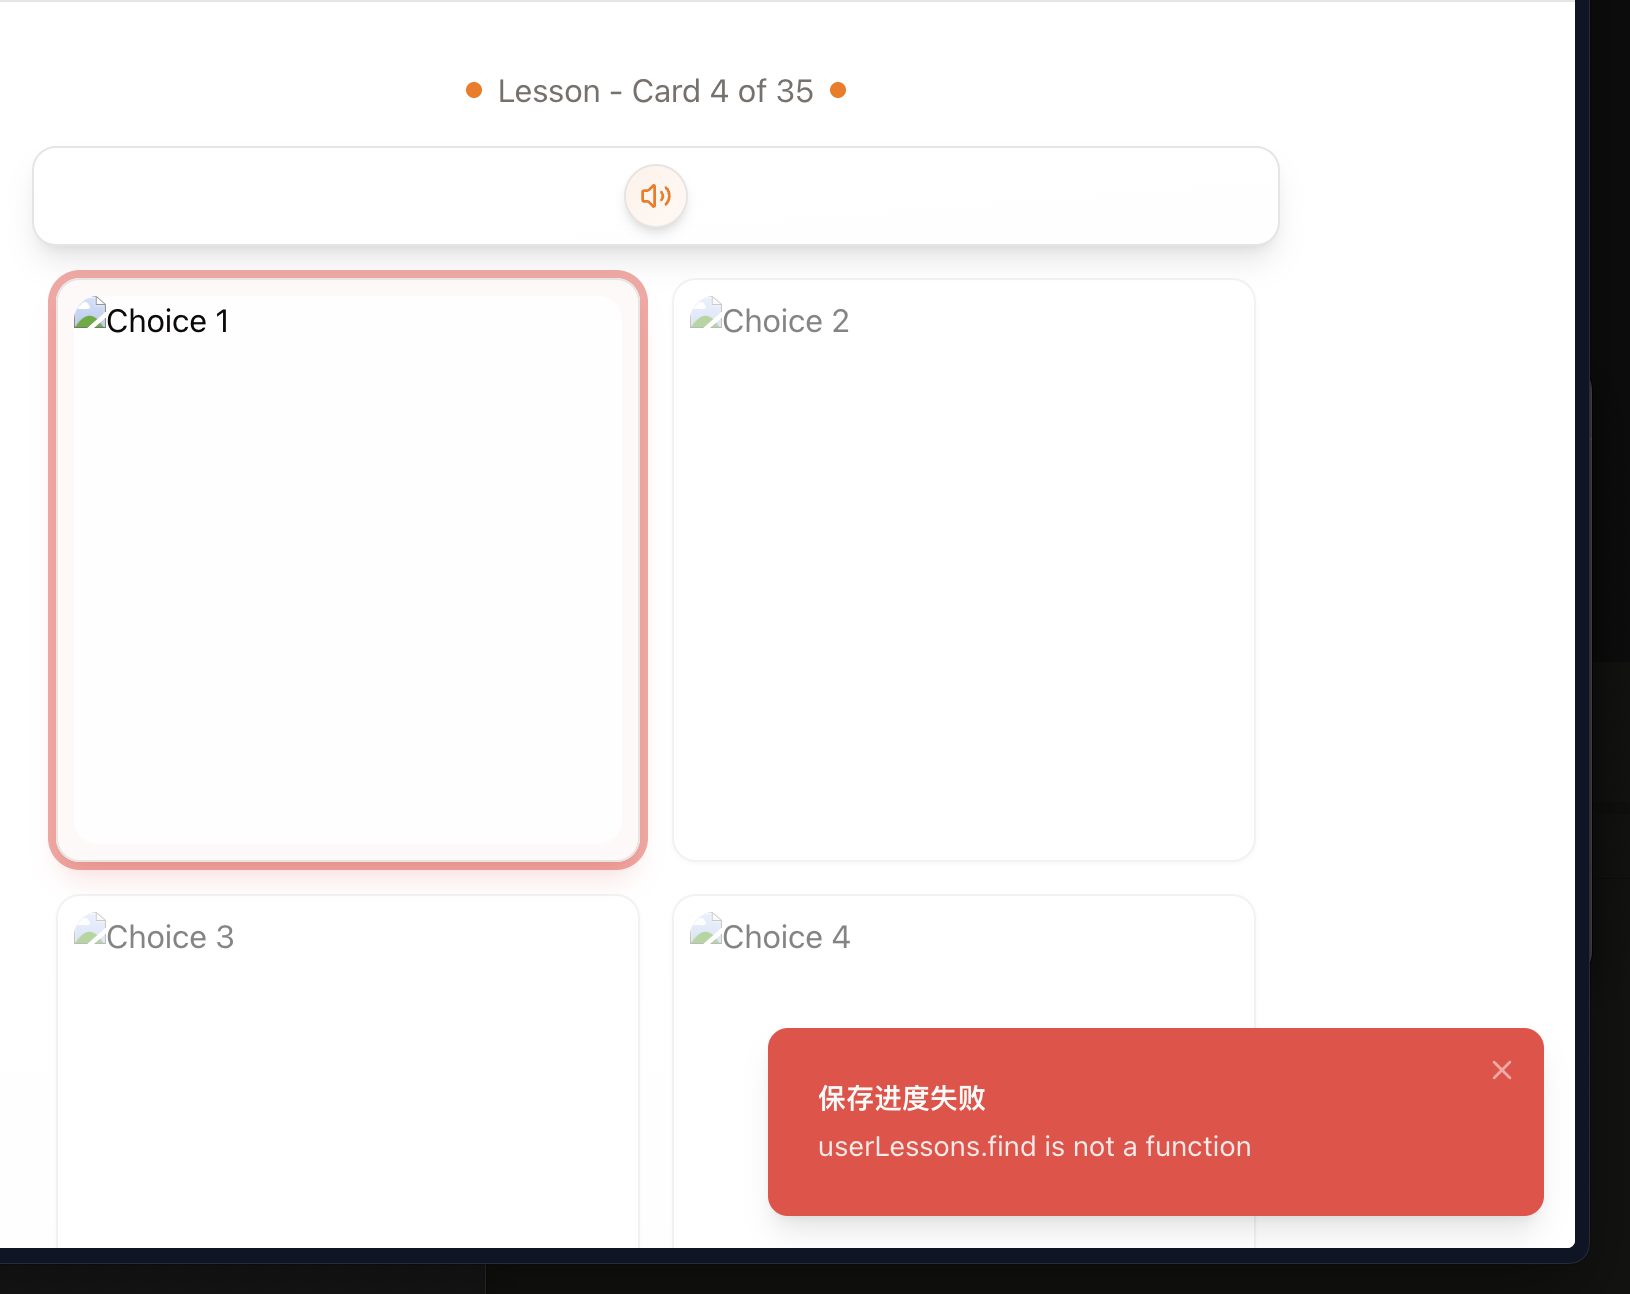 Lesson - Card 4 of 35
Choice 1
Choice 2
Choice 3
Choice 4
保存进度失败
userLessons.find is not a function